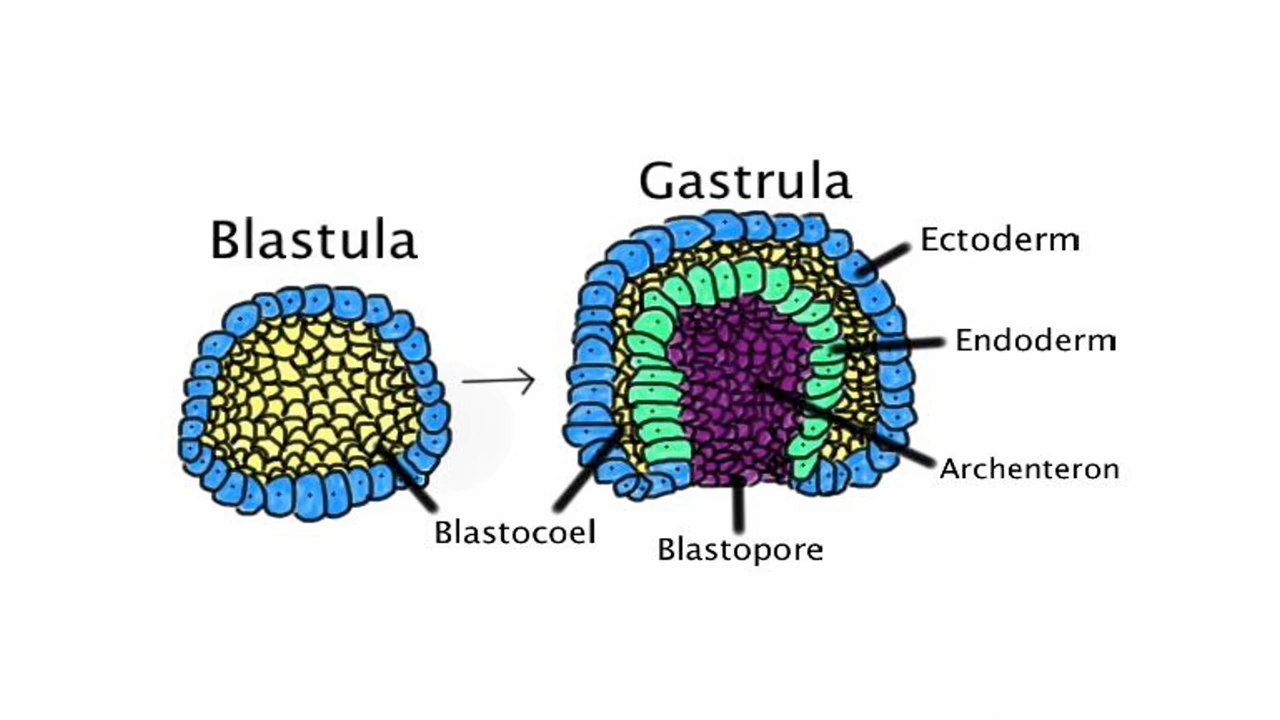 Blastula
Gastrula
Ectoderm
Endoderm
Archenteron
Blastocoel
Blastopore